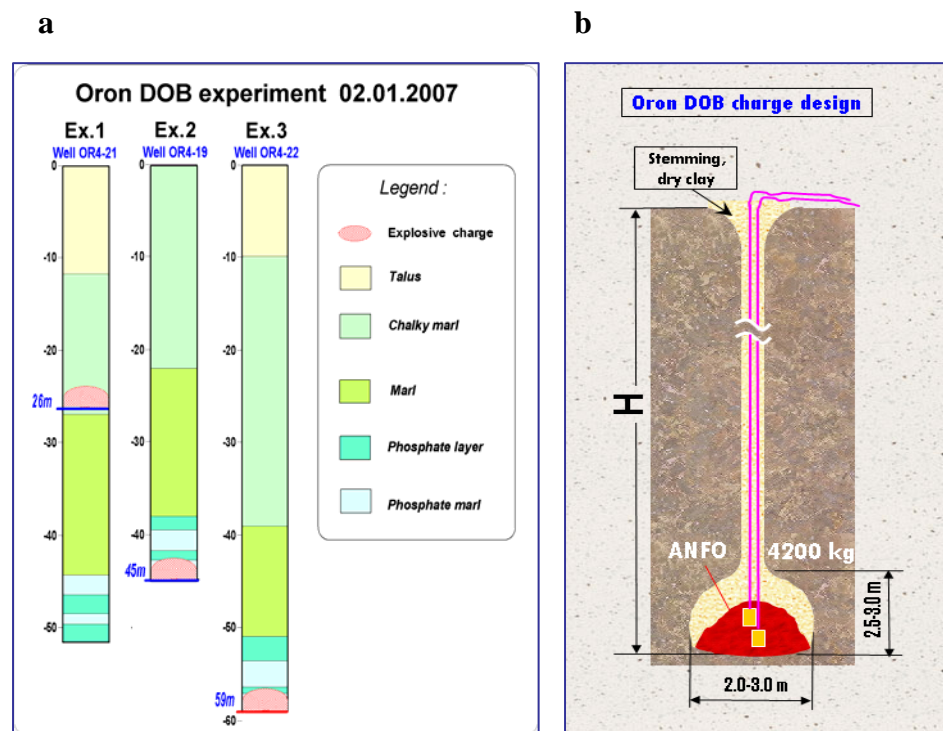 a
b
Oron DOB experiment 02.01.2007
Ex.1
Ex.2
Ex.3
Well OR4-21
Well OR4-19
Well OR4-22
0
-10
-20
26m
-30
-40
-50
0
-10
-20
-30
-40
45m
0
-10
-20
-30
-40
-50
59m
-60
Legend :
Explosive charge
Talus
Chalky marl
Marl
Phosphate layer
Phosphate marl
Oron DOB charge design
Stemming,
dry clay
H
ANFO
4200 kg
2.5-3.0 m
2.0-3.0 m